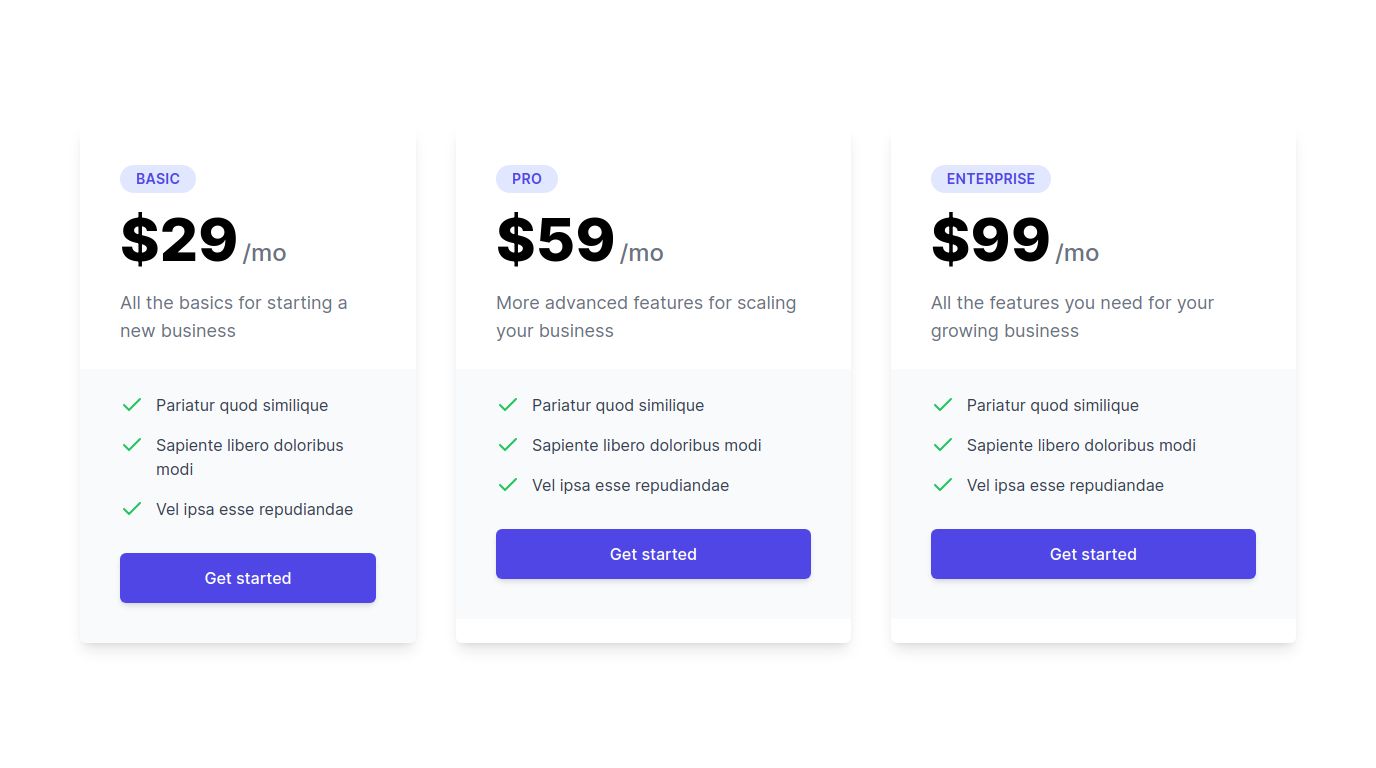 BASIC
$29 /mo
All the basics for starting a
new business
Pariatur quod similique
Sapiente libero doloribus
modi
Vel ipsa esse repudiandae
Get started
PRO
$59 /mo
More advanced features for scaling
your business
Pariatur quod similique
Sapiente libero doloribus modi
Vel ipsa esse repudiandae
Get started
ENTERPRISE
$99 /mo
All the features you need for your
growing business
Pariatur quod similique
Sapiente libero doloribus modi
Vel ipsa esse repudiandae
Get started